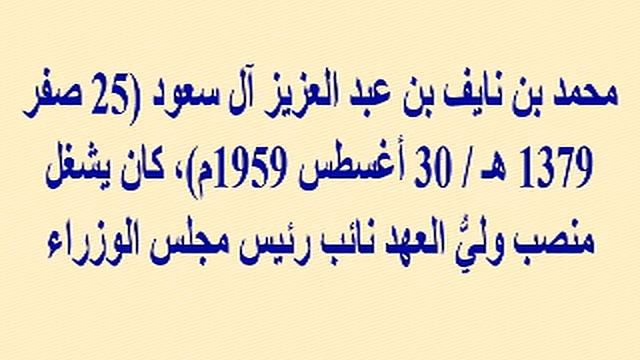 محمد بن نايف بن عبد العزيز آل سعود (25 صفر
1379 هـ / 30 أغسطس 1959م)، كان يشغل
منصب وليُّ العهد نائب رئيس مجلس الوزراء